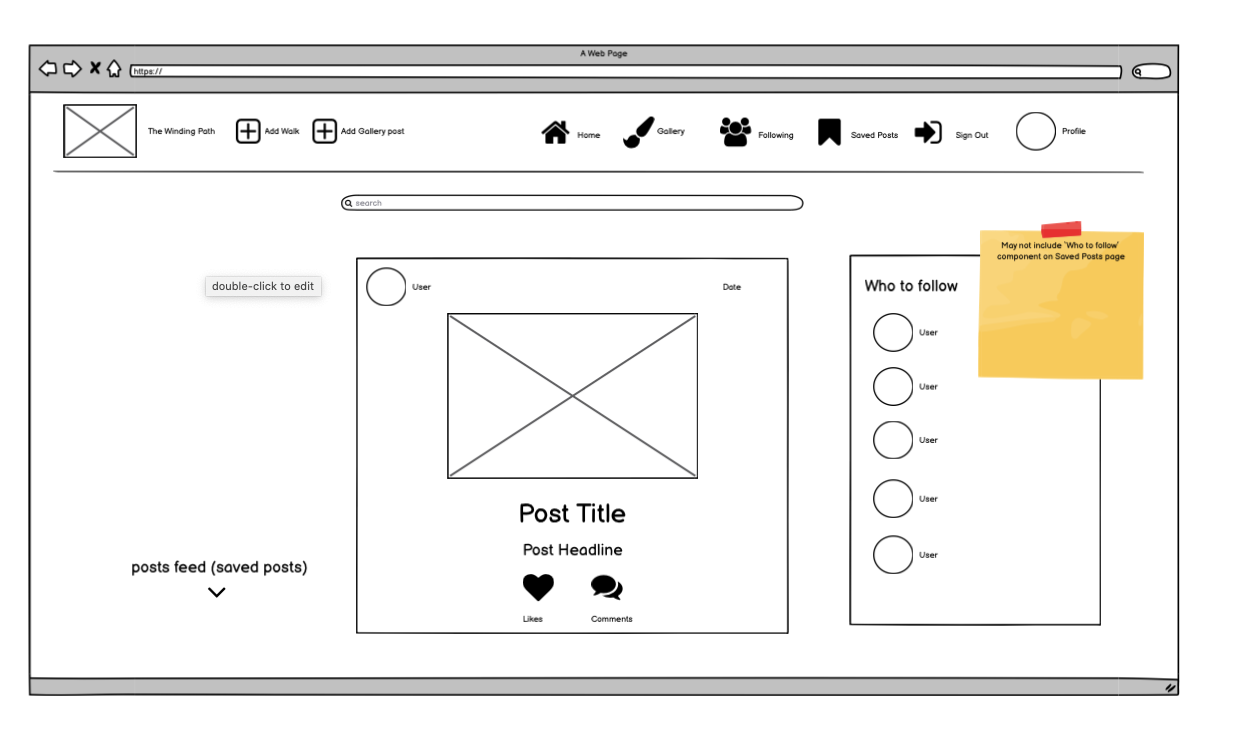 A Web Page
https://
The Winding Path
Add Walk
Add Gallery post
Home
Gallery
Following
Saved Posts
Sign Out
Profile
search
May not include 'Who to follow'
component on Saved Posts page
double-click to edit
User
Date
Post Title
Post Headline
Likes
Comments
posts feed (saved posts)
Who to follow
User
User
User
User
User